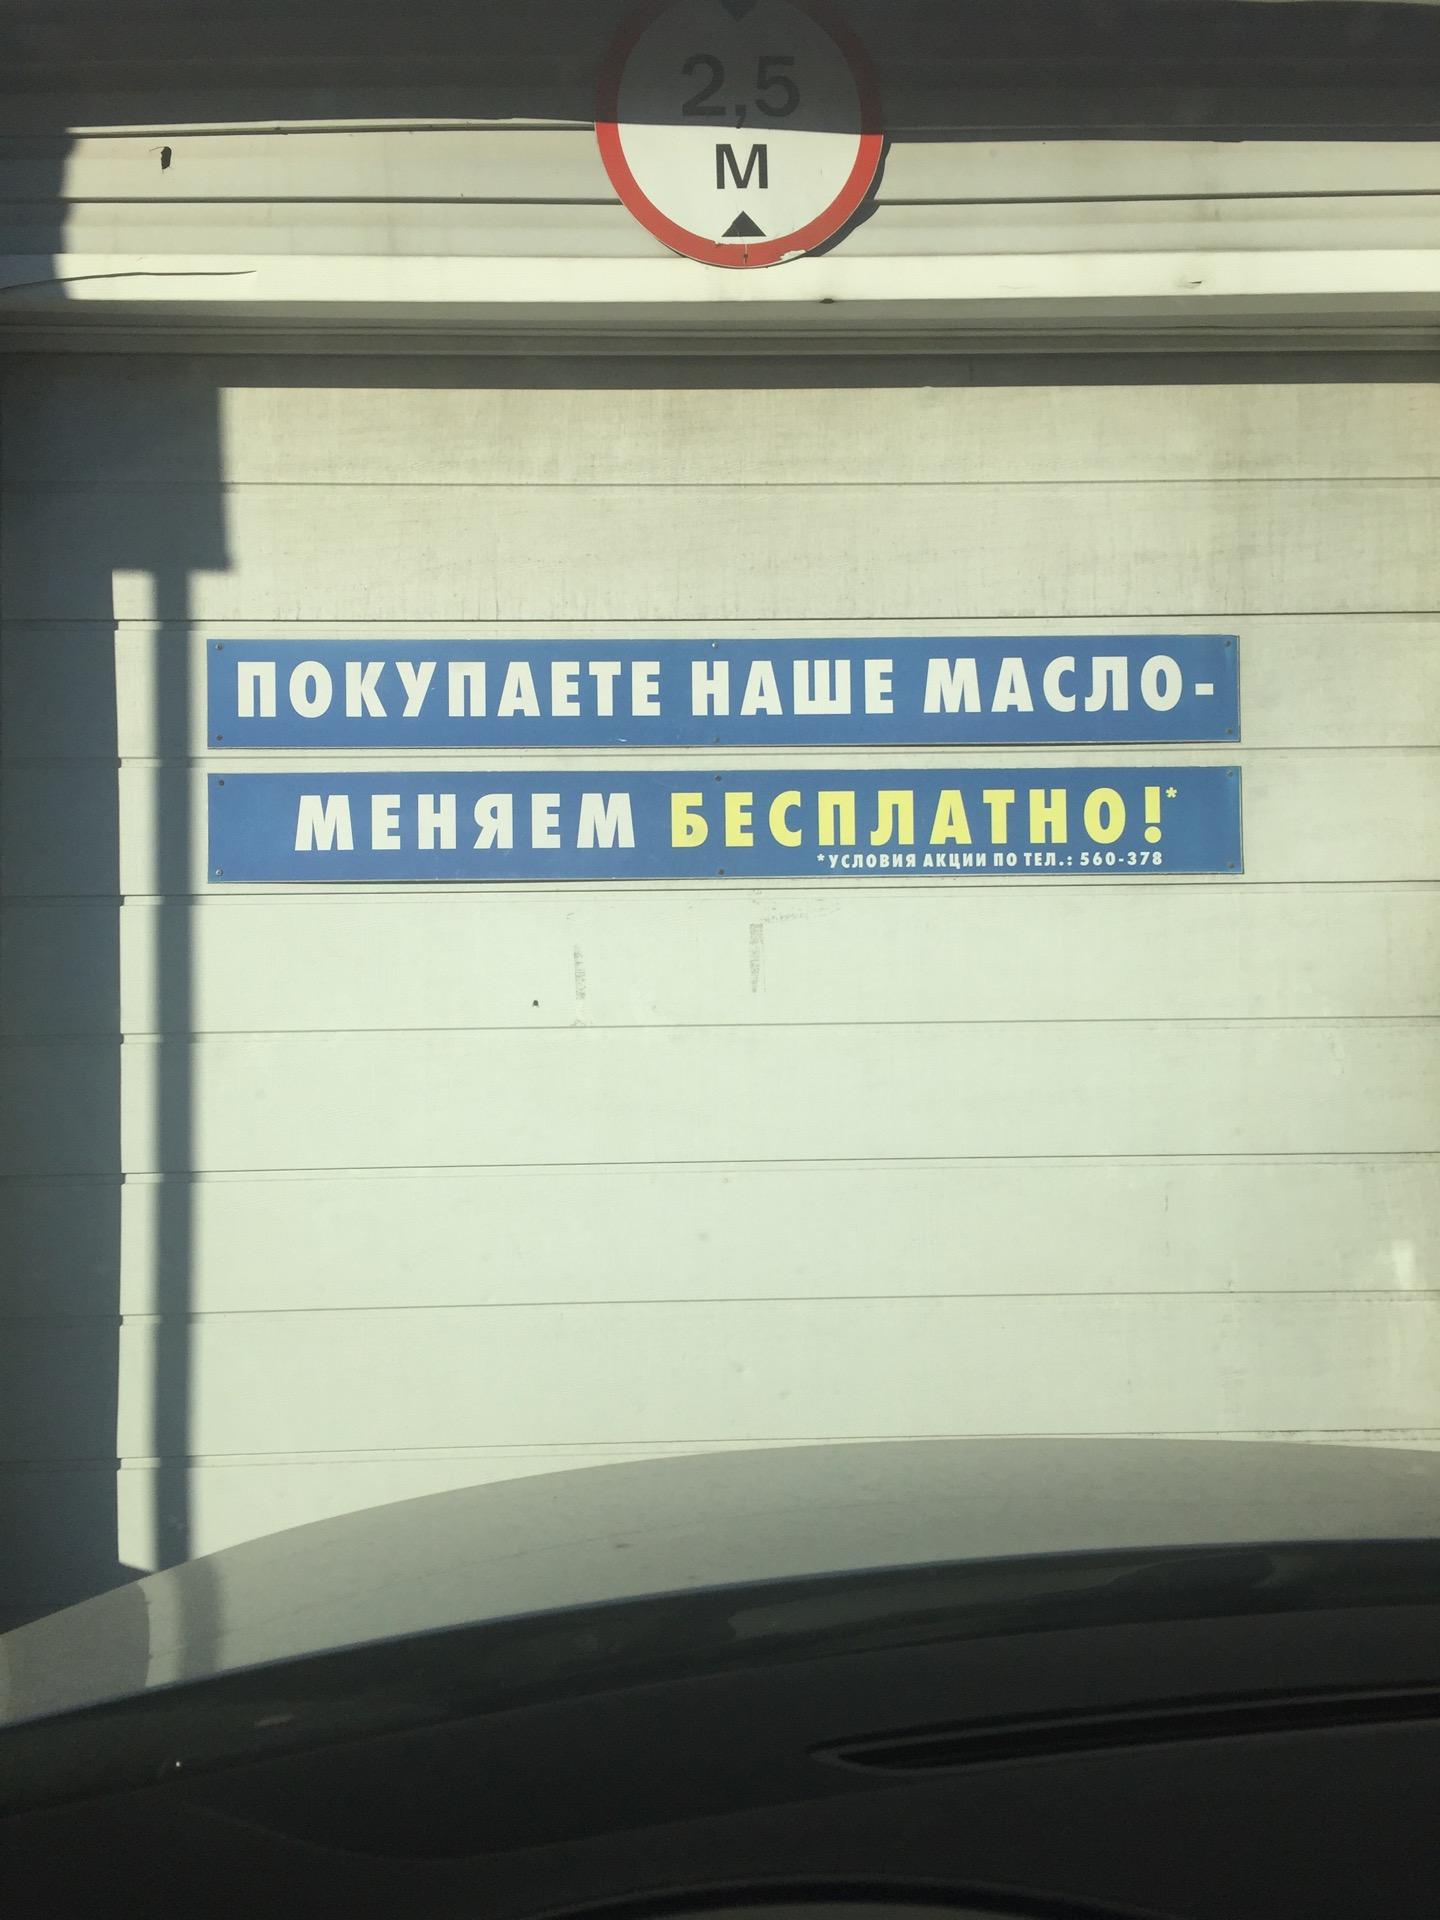 2,5
М
ПОКУПАЕТЕ НАШЕ МАСЛО-
МЕНЯЕМ БЕСПЛАТНО!*
*УСЛОВИЯ АКЦИИ ПО ТЕЛ.: 560-378